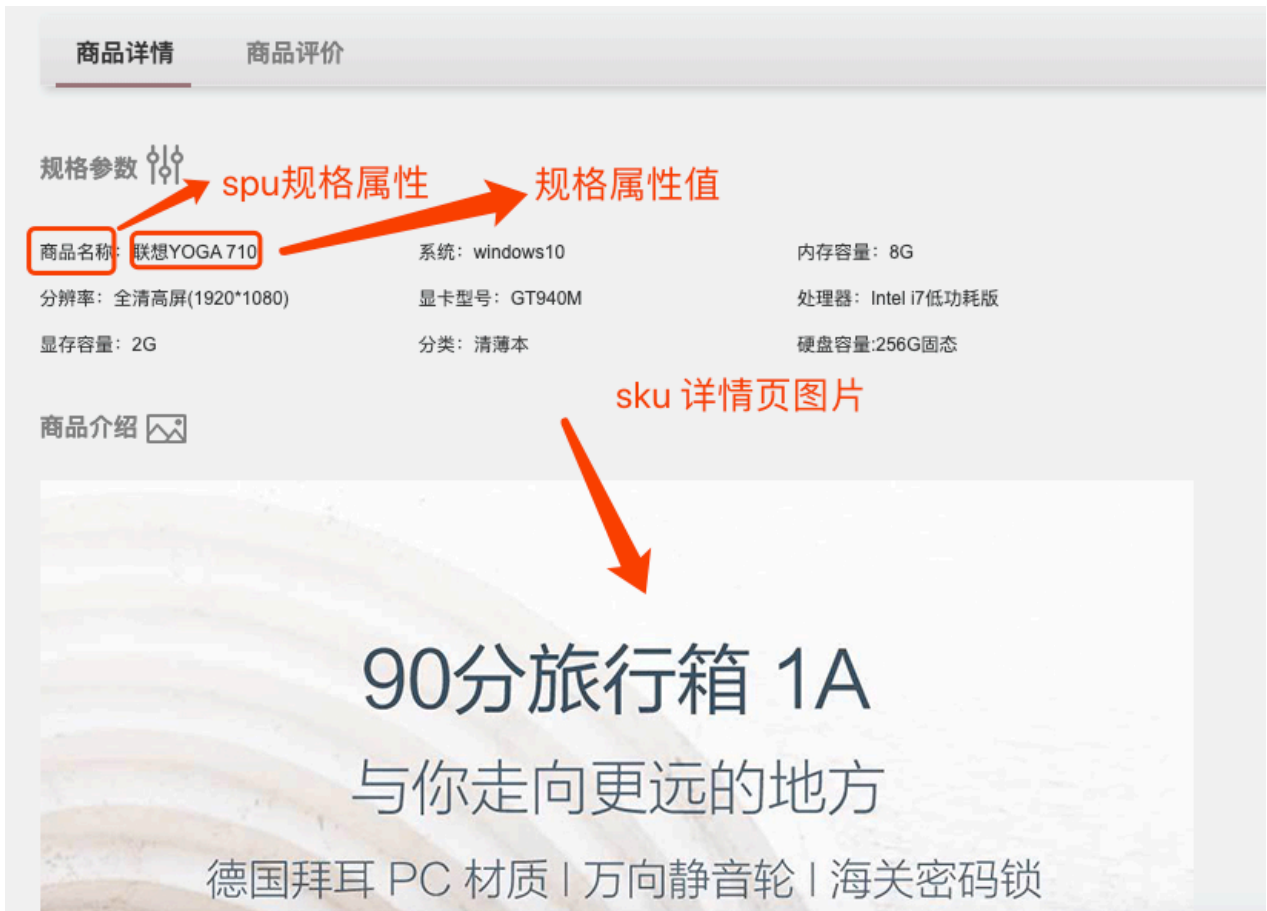 商品详情 商品评价
规格参数
spu规格属性 规格属性值
商品名称：联想YOGA 710 系统：windows10 内存容量：8G
分辨率：全清高屏(1920*1080) 显卡型号：GT940M 处理器：Intel i7低功耗版
显存容量：2G 分类：清薄本 硬盘容量:256G固态
sku 详情页图片
商品介绍
90分旅行箱 1A
与你走向更远的地方
德国拜耳 PC 材质 | 万向静音轮 | 海关密码锁